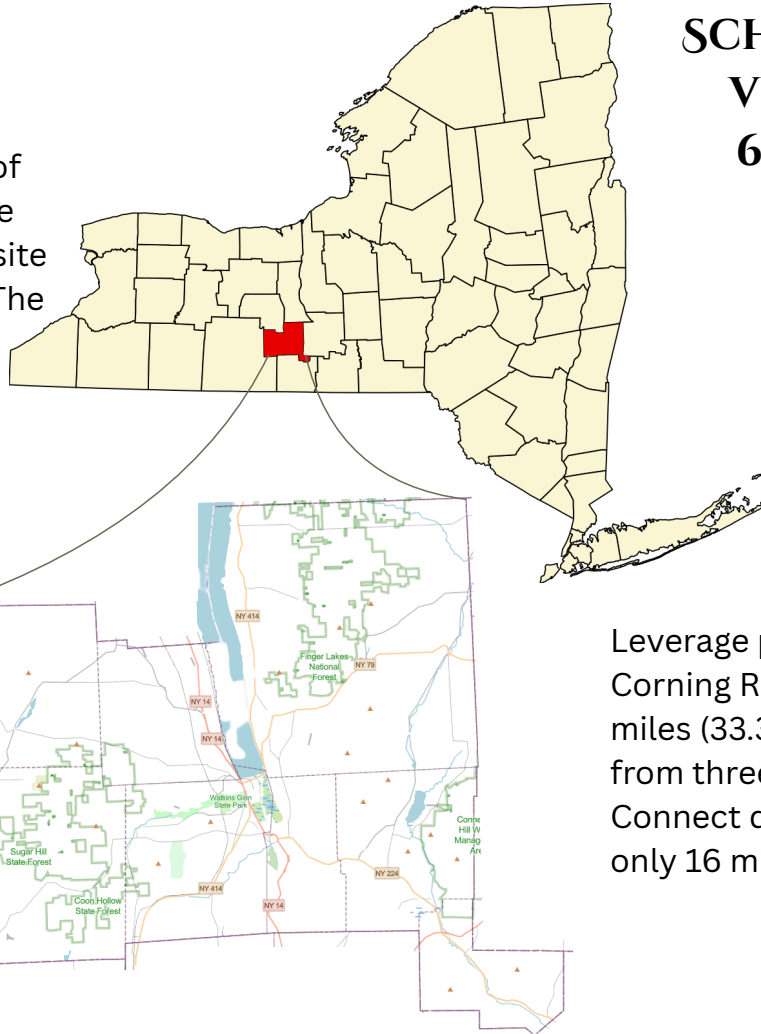 SCH
V
6
of
e
site
The
NY 414
Finger Lakes
National
Forest
NY 79
NY 14
NY 14
Watkins Glen
State Park
Sugar Hill
State Forest
Coon Hollow
State Forest
NY 414
NY 14
NY 224
Conne
Hill W
Manag
Are
Leverage p
Corning R
miles (33.3
from three
Connect c
only 16 m